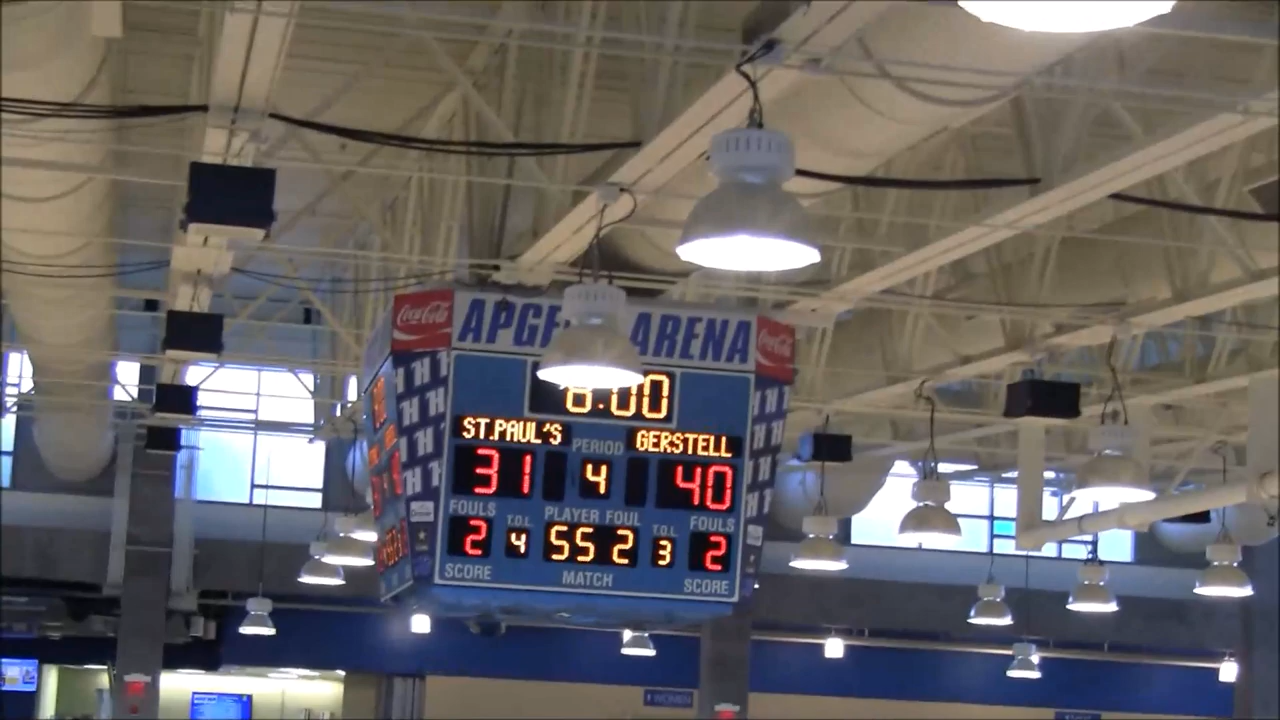 Coca-Cola
APGF ARENA Coca-Cola
8:00
ST.PAUL'S PERIOD GERSTELL
31 4 40
FOULS PLAYER FOUL FOULS
T.O.L T.O.L
2 4 55 2 3 2
SCORE MATCH SCORE
WOMEN